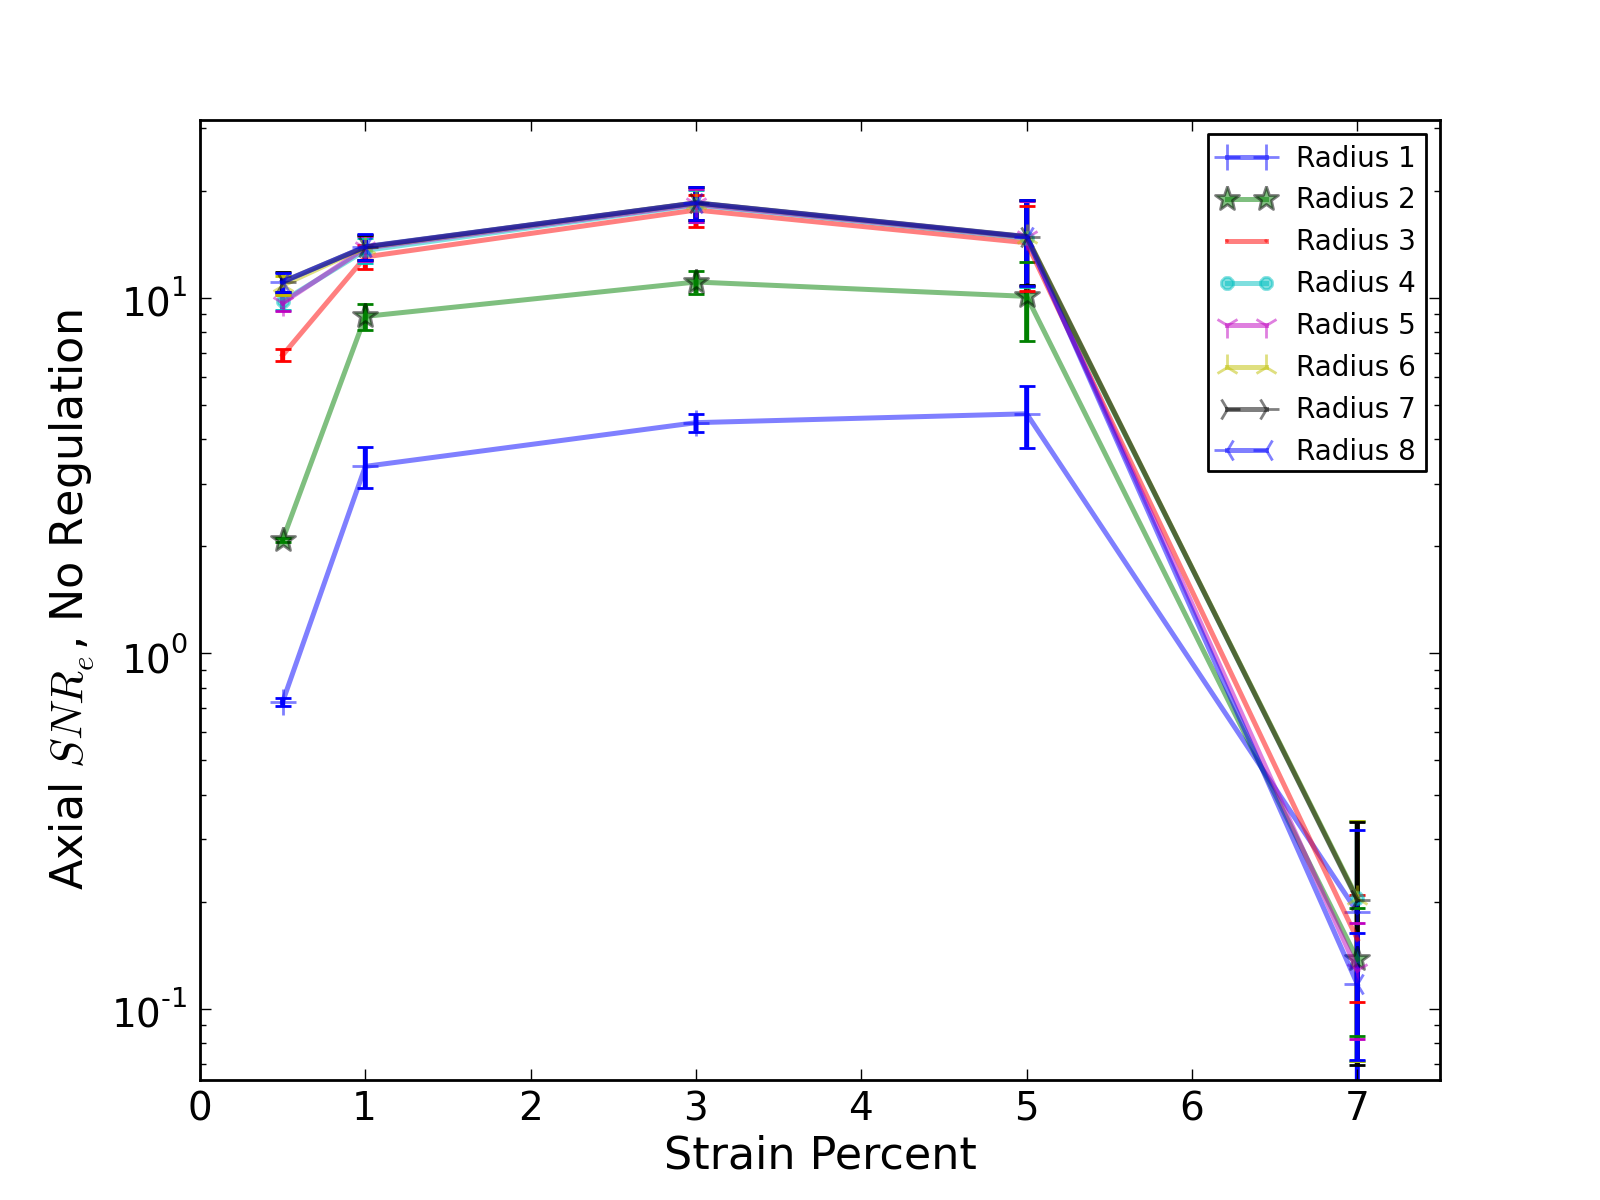 Radius 1
Radius 2
Radius 3
Radius 4
Radius 5
Radius 6
Radius 7
Radius 8
Axial SNR_e, No Regulation
10^1
10^0
10^-1
0 1 2 3 4 5 6 7
Strain Percent